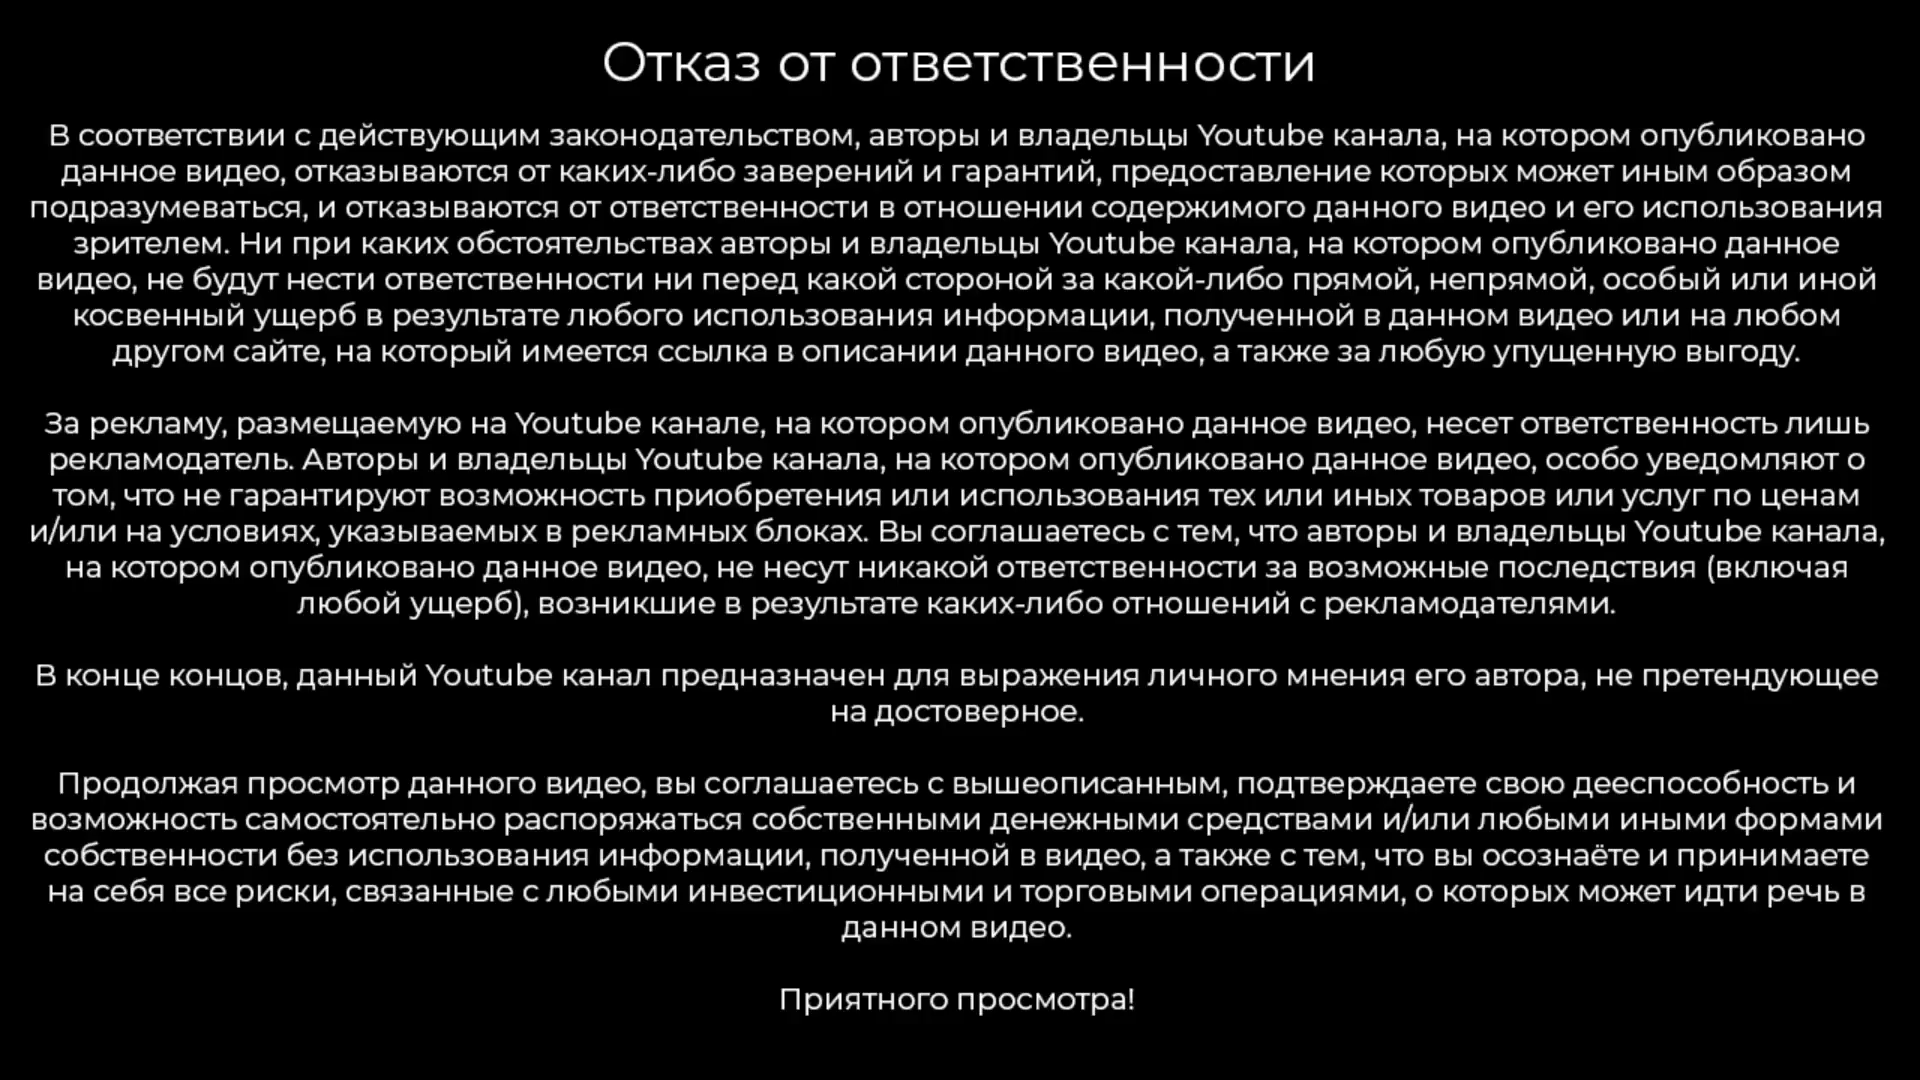 Отказ от ответственности
В соответствии с действующим законодательством, авторы и владельцы Youtube канала, на котором опубликовано
данное видео, отказываются от каких-либо заверений и гарантий, предоставление которых может иным образом
подразумеваться, и отказываются от ответственности в отношении содержимого данного видео и его использования
зрителем. Ни при каких обстоятельствах авторы и владельцы Youtube канала, на котором опубликовано данное
видео, не будут нести ответственности ни перед какой стороной за какой-либо прямой, непрямой, особый или иной
косвенный ущерб в результате любого использования информации, полученной в данном видео или на любом
другом сайте, на который имеется ссылка в описании данного видео, а также за любую упущенную выгоду.
За рекламу, размещаемую на Youtube канале, на котором опубликовано данное видео, несет ответственность лишь
рекламодатель. Авторы и владельцы Youtube канала, на котором опубликовано данное видео, особо уведомляют о
том, что не гарантируют возможность приобретения или использования тех или иных товаров или услуг по ценам
и/или на условиях, указываемых в рекламных блоках. Вы соглашаетесь с тем, что авторы и владельцы Youtube канала,
на котором опубликовано данное видео, не несут никакой ответственности за возможные последствия (включая
любой ущерб), возникшие в результате каких-либо отношений с рекламодателями.
В конце концов, данный Youtube канал предназначен для выражения личного мнения его автора, не претендующее
на достоверное.
Продолжая просмотр данного видео, вы соглашаетесь с вышеописанным, подтверждаете свою дееспособность и
возможность самостоятельно распоряжаться собственными денежными средствами и/или любыми иными формами
собственности без использования информации, полученной в видео, а также с тем, что вы осознаёте и принимаете
на себя все риски, связанные с любыми инвестиционными и торговыми операциями, о которых может идти речь в
данном видео.
Приятного просмотра!